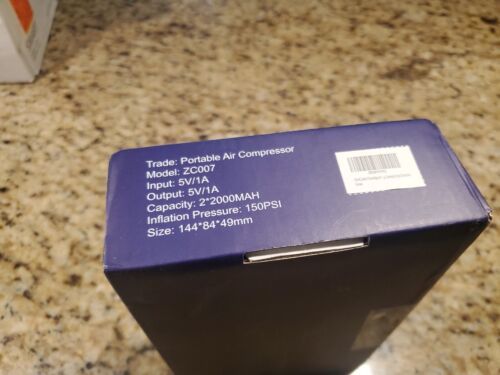 Trade: Portable Air Compressor
Model: ZC007
Input: 5V/1A
Output: 5V/1A
Capacity: 2*2000MAH
Inflation Pressure: 150PSI
Size: 144*84*49mm